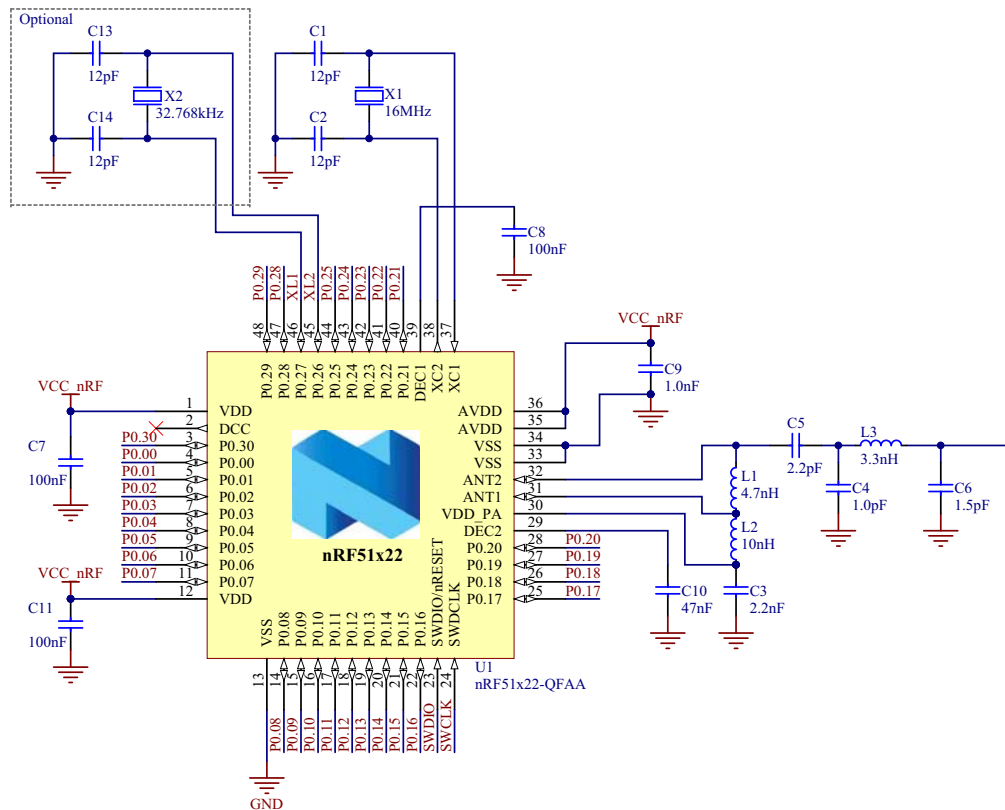 Optional
C13
12pF
X2
32.768kHz
C14
12pF
C1
12pF
X1
16MHz
C2
12pF
C8
100nF
P0.29
P0.28
XL1
XL2
P0.25
P0.24
P0.23
P0.22
P0.21
48
47
46
45
44
43
42
41
40
39
38
37
P0.29
P0.28
P0.27
P0.26
P0.25
P0.24
P0.23
P0.22
P0.21
DEC1
XC2
XC1
VCC_nRF
C7
100nF
VCC_nRF
C11
100nF
P0.30
P0.00
P0.01
P0.02
P0.03
P0.04
P0.05
P0.06
P0.07
1 VDD
2 DCC
3 P0.30
4 P0.00
5 P0.01
6 P0.02
7 P0.03
8 P0.04
9 P0.05
10 P0.06
11 P0.07
12 VDD
nRF51x22
AVDD 36
AVDD 35
VSS 34
VSS 33
ANT2 32
ANT1 31
VDD_PA 30
DEC2 29
P0.20 28 P0.20
P0.19 27 P0.19
P0.18 26 P0.18
P0.17 25 P0.17
VCC_nRF
C9
1.0nF
C5
2.2pF
L3
3.3nH
L1
4.7nH
C4
1.0pF
C6
1.5pF
L2
10nH
C10
47nF
C3
2.2nF
VSS
P0.08
P0.09
P0.10
P0.11
P0.12
P0.13
P0.14
P0.15
P0.16
SWDIO/nRESET
SWDCLK
U1
nRF51x22-QFAA
13
14
15
16
17
18
19
20
21
22
23
24
P0.08
P0.09
P0.10
P0.11
P0.12
P0.13
P0.14
P0.15
P0.16
SWDIO
SWCLK
GND